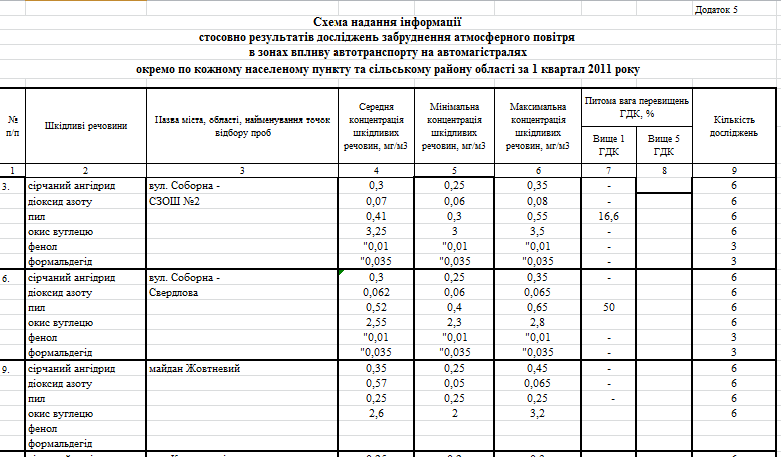 Додаток 5
Схема надання інформації
стосовно результатів досліджень забруднення атмосферного повітря
в зонах впливу автотранспорту на автомагістралях
окремо по кожному населеному пункту та сільському району області за 1 квартал 2011 року
№ п/п Шкідливі речовини Назва міста, області, найменування точок відбору проб Середня концентрація шкідливих речовин, мг/м3 Мінімальна концентрація шкідливих речовин, мг/м3 Максимальна концентрація шкідливих речовин, мг/м3 Питома вага перевищень ГДК, % Вище 1 ГДК Вище 5 ГДК Кількість досліджень
1 2 3 4 5 6 7 8 9
3. сірчаний ангідрид вул. Соборна - 0,3 0,25 0,35 - 6
діоксид азоту СЗОШ №2 0,07 0,06 0,08 - 6
пил 0,41 0,3 0,55 16,6 6
окис вуглецю 3,25 3 3,5 - 6
фенол "0,01 "0,01 "0,01 - 3
формальдегід "0,035 "0,035 "0,035 - 3
6. сірчаний ангідрид вул. Соборна - 0,3 0,25 0,35 - 6
діоксид азоту Свердлова 0,062 0,06 0,065 6
пил 0,52 0,4 0,65 50 6
окис вуглецю 2,55 2,3 2,8 6
фенол "0,01 "0,01 "0,01 - 3
формальдегід "0,035 "0,035 "0,035 - 3
9. сірчаний ангідрид майдан Жовтневий 0,35 0,25 0,45 - 6
діоксид азоту 0,57 0,05 0,065 - 6
пил 0,25 0,25 0,25 - 6
окис вуглецю 2,6 2 3,2 6
фенол
формальдегід